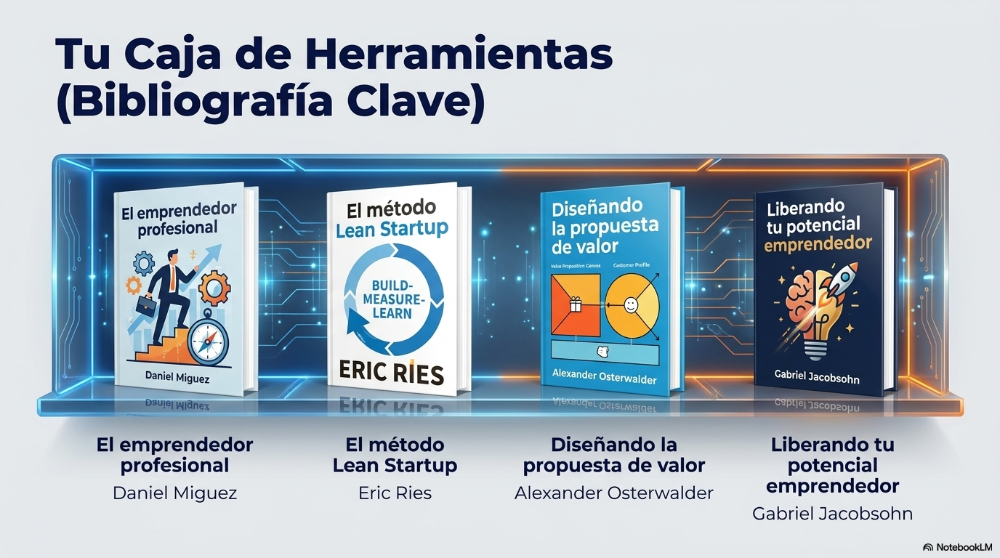 Tu Caja de Herramientas
(Bibliografía Clave)
El emprendedor
profesional
Daniel Miguez
El método
Lean Startup
BUILD-
MEASURE-
LEARN
ERIC RIES
Diseñando
la propuesta
de valor
Value Proposition Canvas
Customer Profile
Alexander Osterwalder
Liberando
tu potencial
emprendedor
Gabriel Jacobsohn
El emprendedor
profesional
Daniel Miguez
El método
Lean Startup
Eric Ries
Diseñando la
propuesta de valor
Alexander Osterwalder
Liberando tu
potencial
emprendedor
Gabriel Jacobsohn
NotebookLM